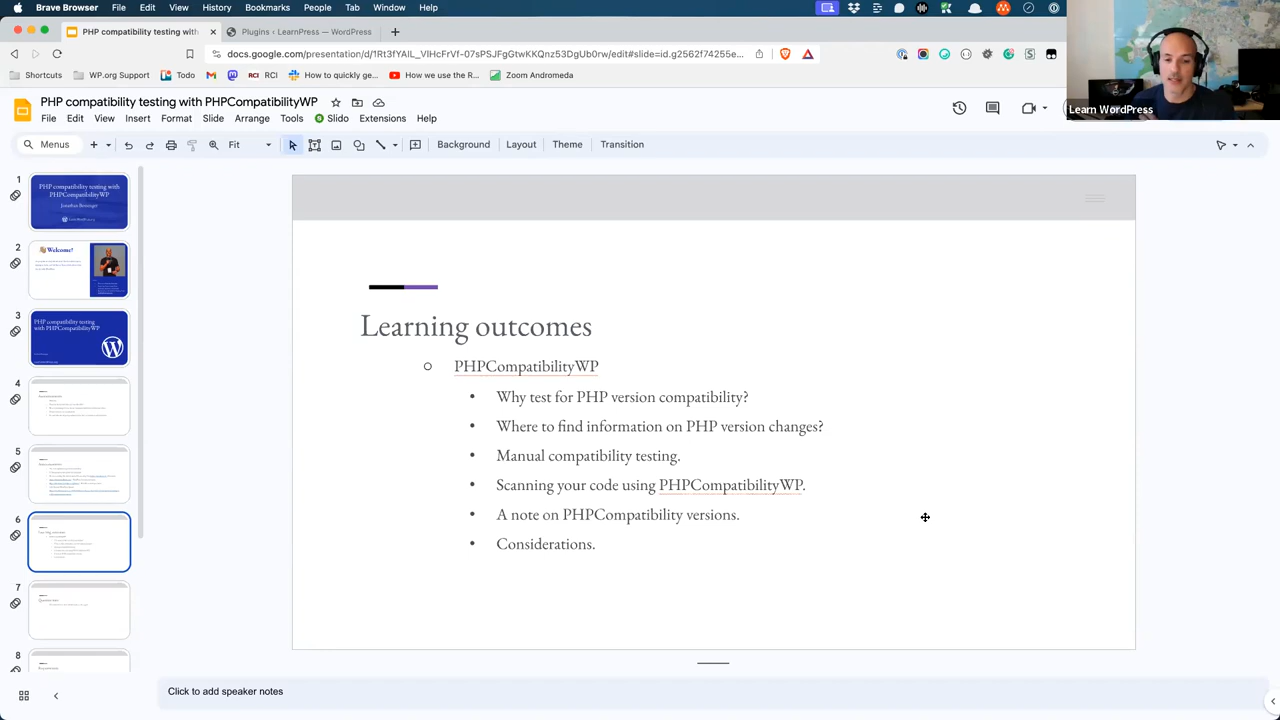 Brave Browser File Edit View History Bookmarks People Tab Window Help
PHP compatibility testing with
Plugins ‹ LearnPress — WordPress
docs.google.com/presentation/d/1Rt3fYAIL_VIHGY
7sPSJFgGtwKKQnz53DgUb0rw/edit#slide=id.g2562f74255e...
Shortcuts WP.org Support Todo RCI How to quickly ge... How we use the R... Zoom Andromeda
PHP compatibility testing with PHPCompatibilityWP
File Edit View Insert Format Slide Arrange Tools Slido Extensions Help
Learn WordPress
Menus Fit Background Layout Theme Transition
1
PHP compatibility testing with
PHPCompatibilityWP
Jonathan Bossenger
2
Welcome!
3
PHP compatibility testing
with PHPCompatibilityWP
4
5
6
7
8
Learning outcomes
PHPCompatibilityWP
Why test for PHP version compatibility?
Where to find information on PHP version changes?
Manual compatibility testing.
Scanning your code using PHPCompatibilityWP.
A note on PHPCompatibility versions.
Considerations.
Click to add speaker notes